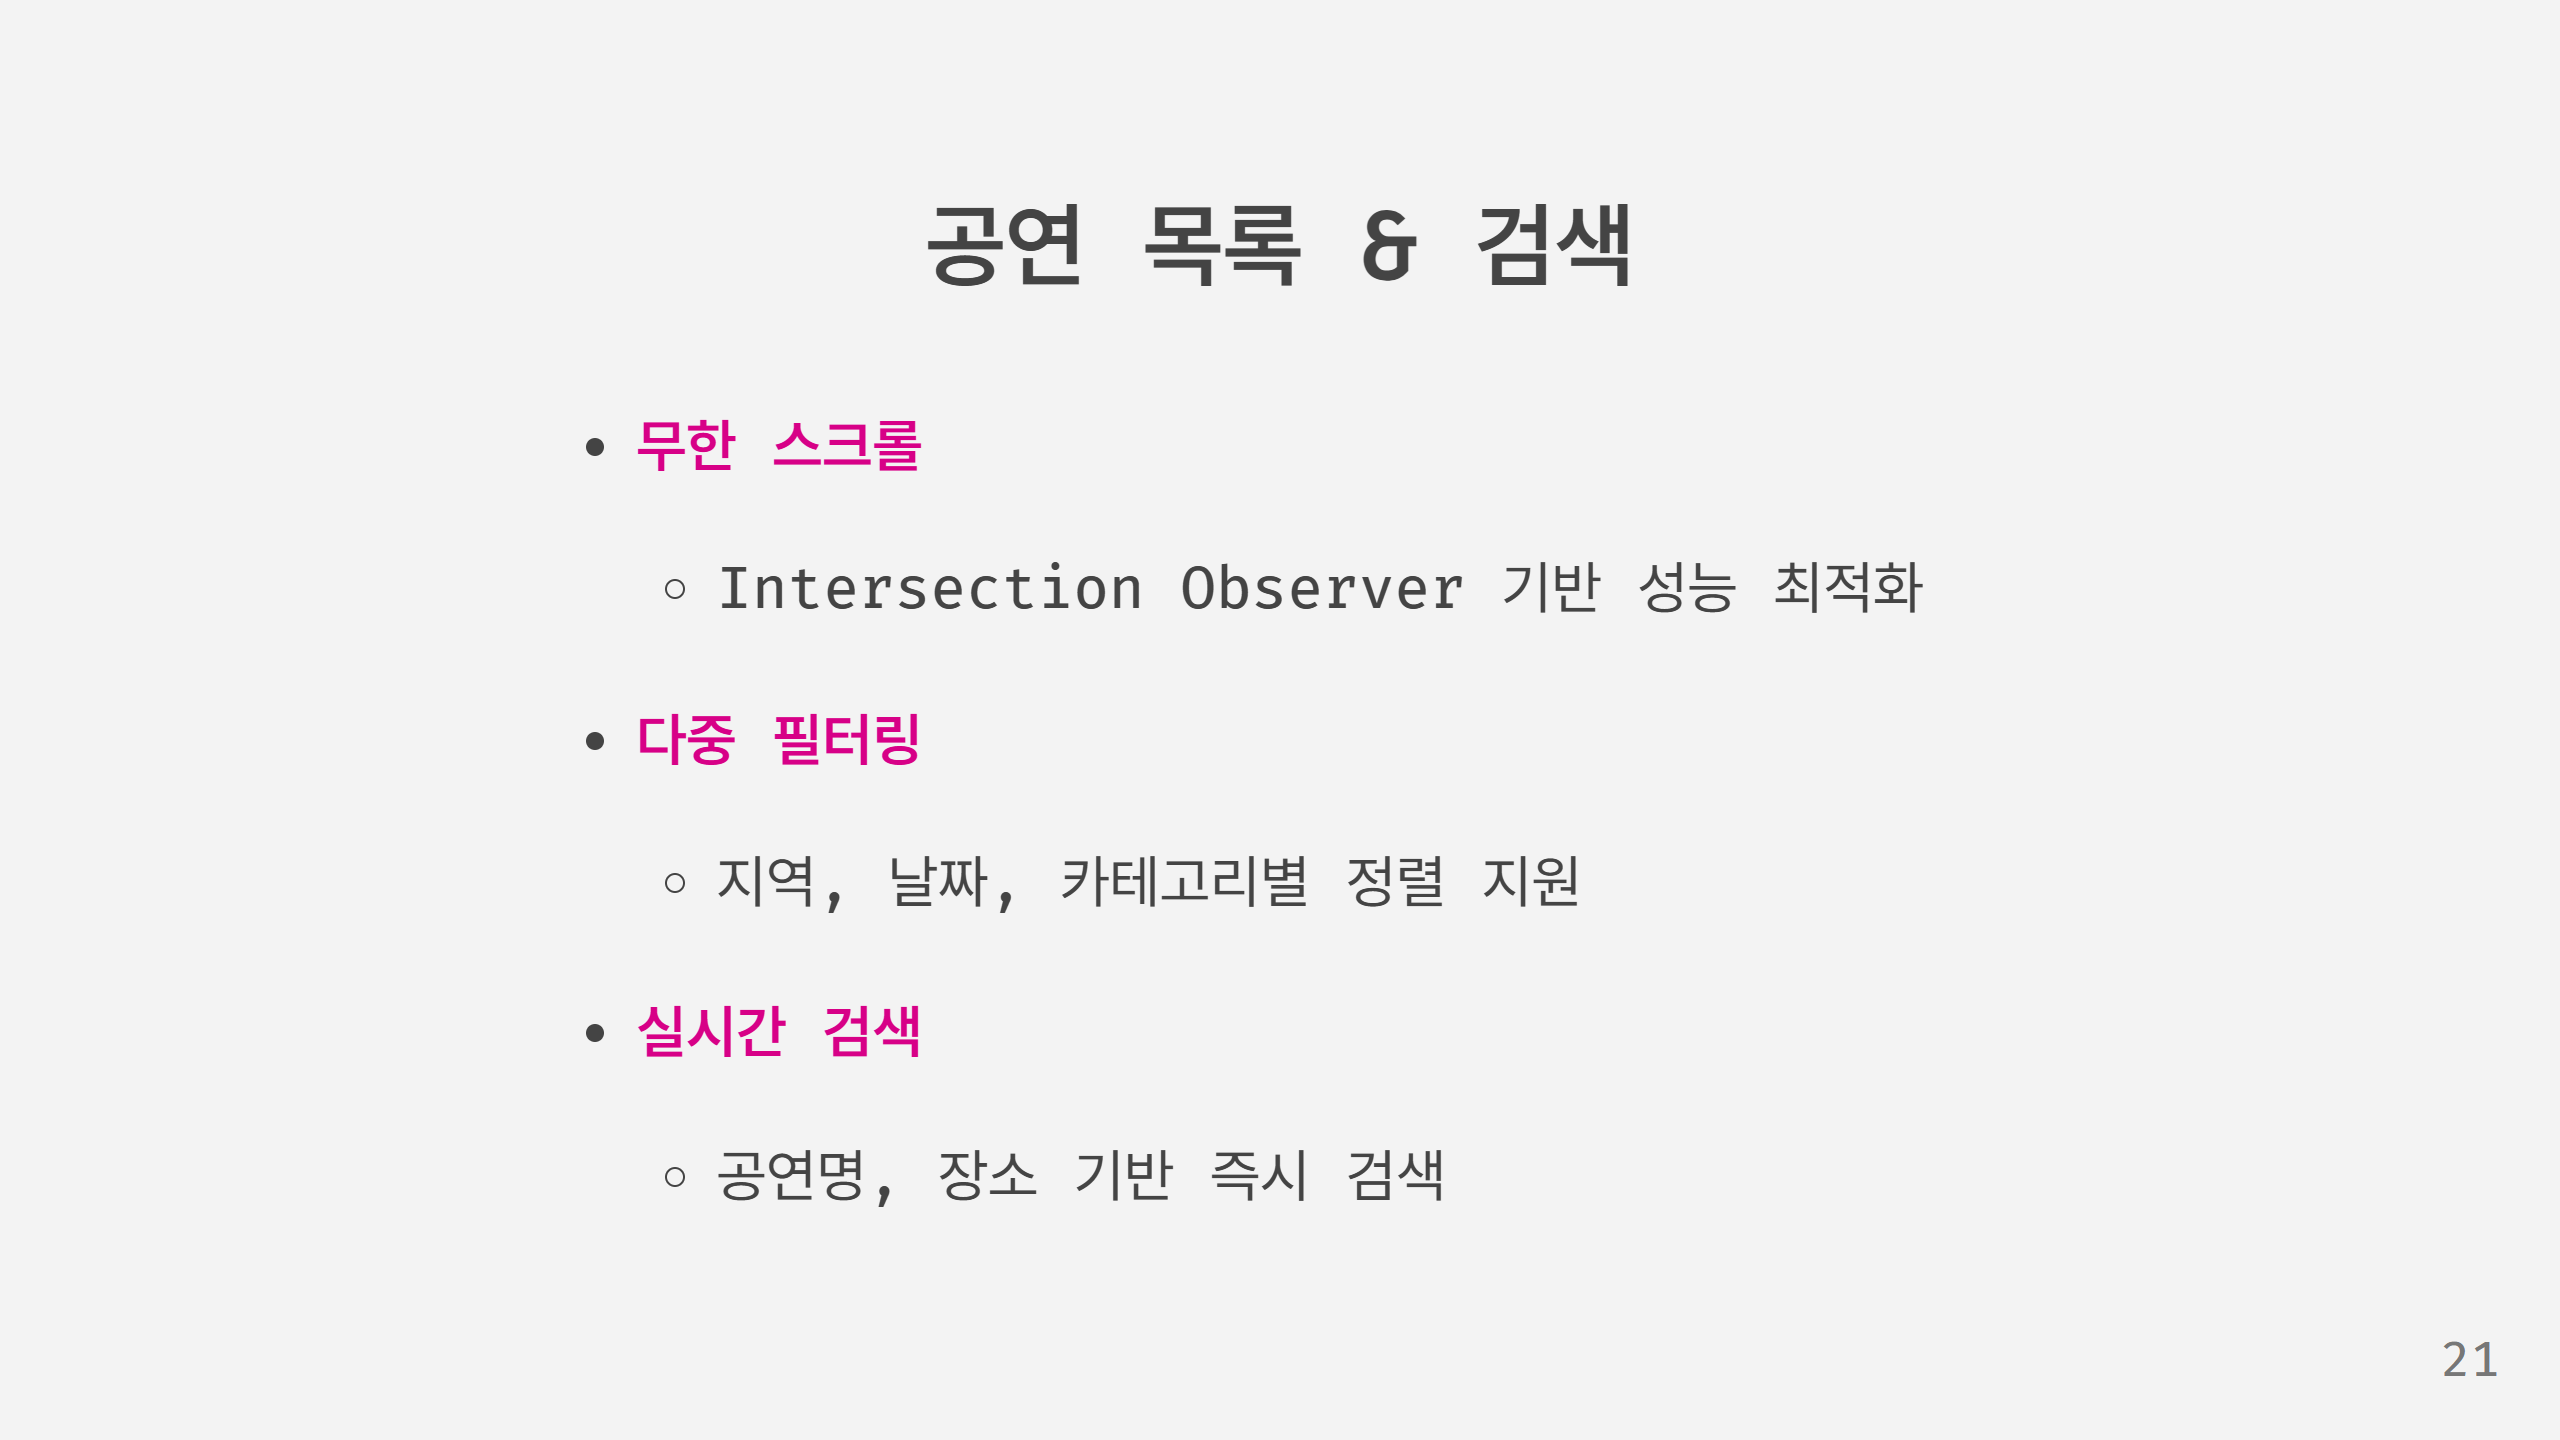 공연 목록 & 검색
• 무한 스크롤
◦ Intersection Observer 기반 성능 최적화
• 다중 필터링
◦ 지역, 날짜, 카테고리별 정렬 지원
• 실시간 검색
◦ 공연명, 장소 기반 즉시 검색
21